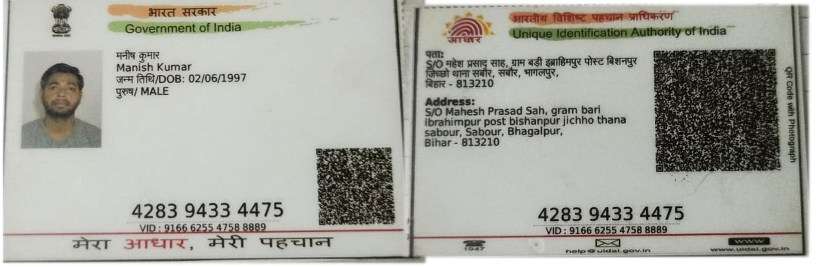 भारत सरकार
Government of India
मनीष कुमार
Manish Kumar
जन्म तिथि/DOB: 02/06/1997
पुरुष/ MALE
4283 9433 4475
VID : 9166 6255 4758 8889
मेरा आधार, मेरी पहचान
भारतीय विशिष्ट पहचान प्राधिकरण
Unique Identification Authority of India
आधार
पता:
S/O महेश प्रसाद साह, ग्राम बड़ी इब्राहिमपुर पोस्ट बिशनपुर
जिच्छो थाना सबौर, सबौर, भागलपुर,
बिहार - 813210
Address:
S/O Mahesh Prasad Sah, gram bari
ibrahimpur post bishanpur jichho thana
sabour, Sabour, Bhagalpur,
Bihar - 813210
QR Code with Photograph
4283 9433 4475
VID : 9166 6255 4758 8889
1947
help@uidai.gov.in
www
www.uidai.gov.in